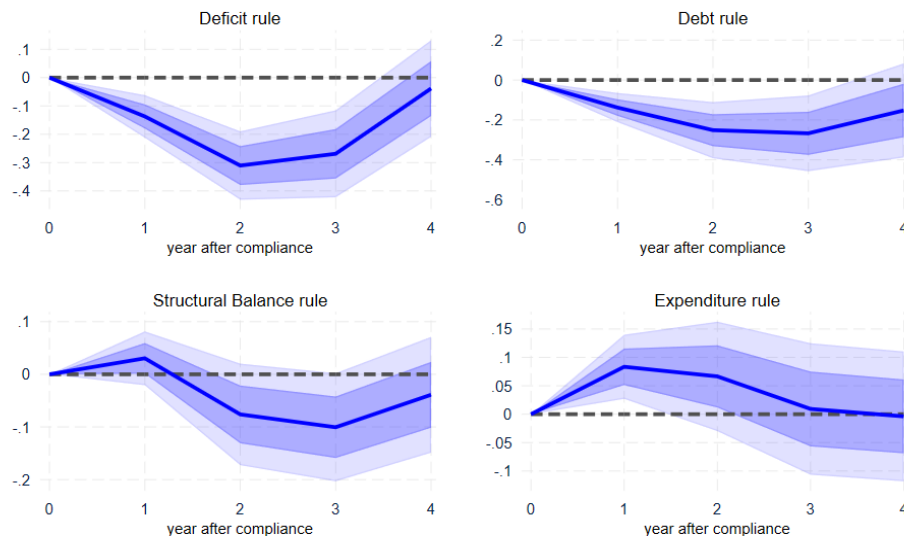 Deficit rule
.1
0
-.1
-.2
-.3
-.4
0 1 2 3 4
year after compliance
Debt rule
.2
0
-.2
-.4
-.6
0 1 2 3 4
year after compliance
Structural Balance rule
.1
0
-.1
-.2
0 1 2 3 4
year after compliance
Expenditure rule
.15
.1
.05
0
-.05
-.1
0 1 2 3 4
year after compliance